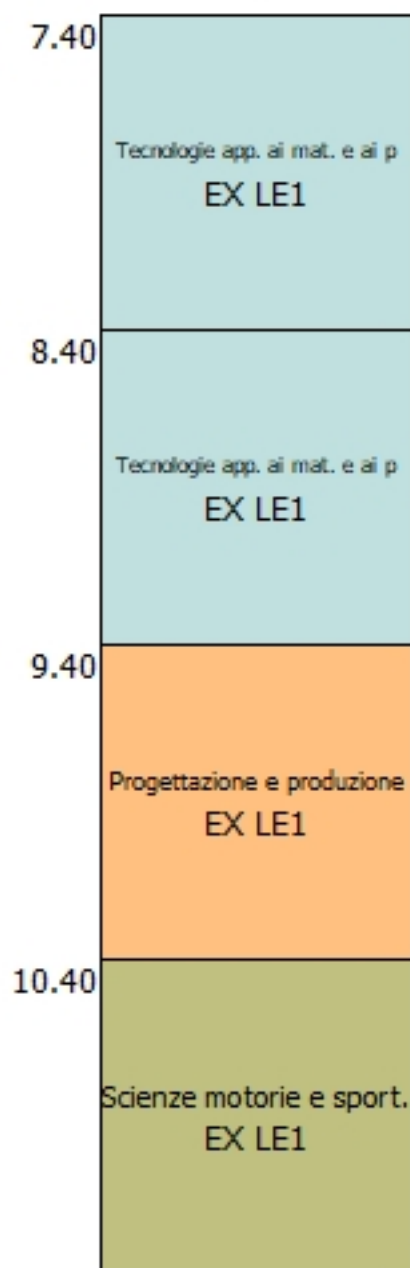 7.40
Tecnologie app. ai mat. e ai p
EX LE1
8.40
Tecnologie app. ai mat. e ai p
EX LE1
9.40
Progettazione e produzione
EX LE1
10.40
Scienze motorie e sport.
EX LE1